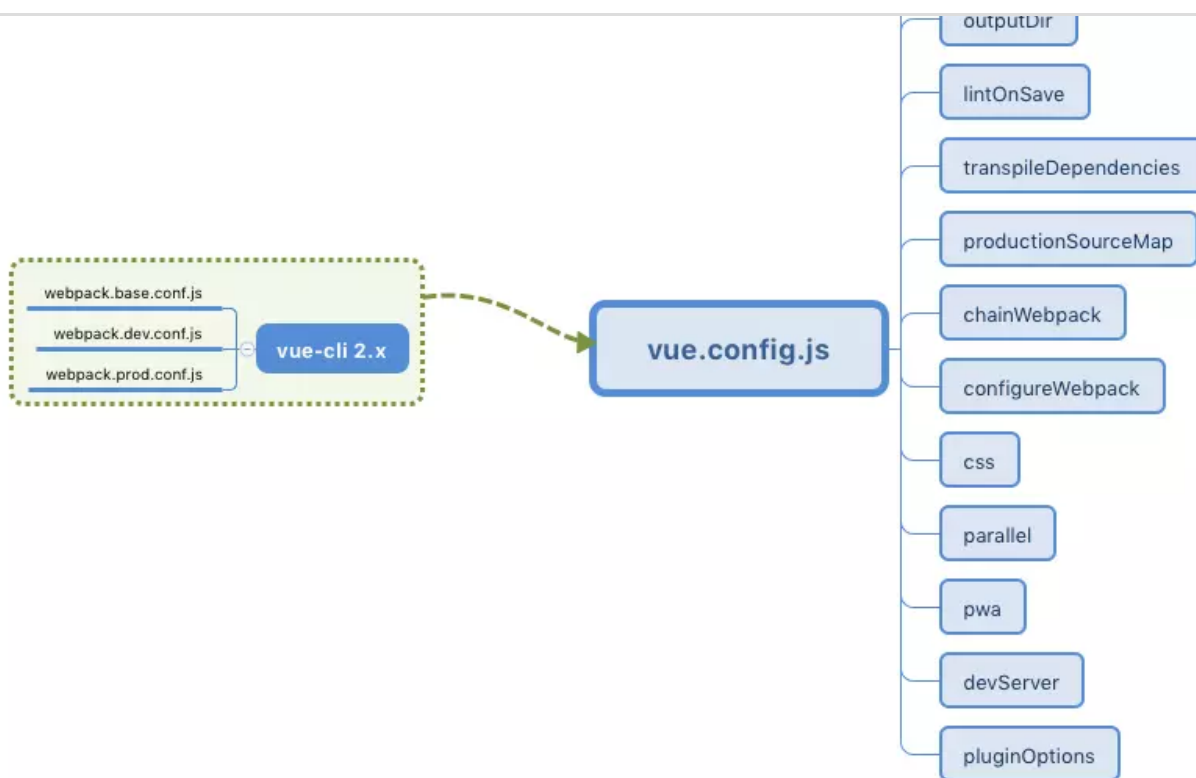 webpack.base.conf.js
webpack.dev.conf.js
webpack.prod.conf.js
vue-cli 2.x
vue.config.js
outputDir
lintOnSave
transpileDependencies
productionSourceMap
chainWebpack
configureWebpack
css
parallel
pwa
devServer
pluginOptions